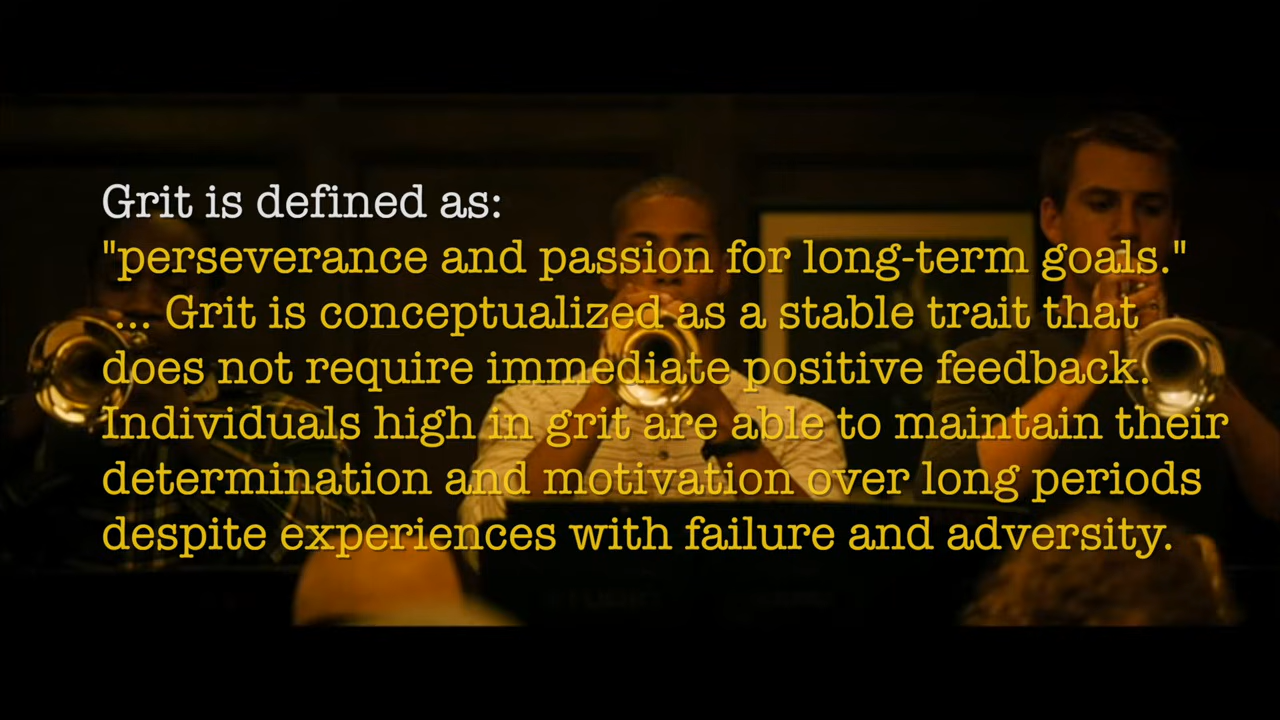 Grit is defined as:
"perseverance and passion for long-term goals."
... Grit is conceptualized as a stable trait that
does not require immediate positive feedback.
Individuals high in grit are able to maintain their
determination and motivation over long periods
despite experiences with failure and adversity.